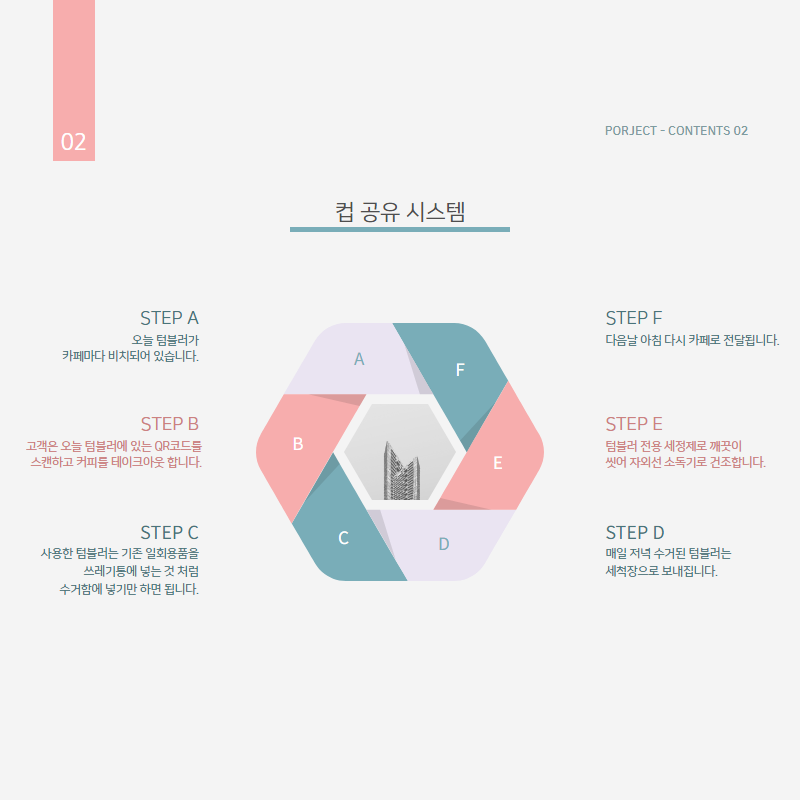 02
PORJECT - CONTENTS 02
컵 공유 시스템
STEP A
오늘 텀블러가
카페마다 비치되어 있습니다.
STEP B
고객은 오늘 텀블러에 있는 QR코드를
스캔하고 커피를 테이크아웃 합니다.
STEP C
사용한 텀블러는 기존 일회용품을
쓰레기통에 넣는 것 처럼
수거함에 넣기만 하면 됩니다.
A
F
B
E
C
D
STEP F
다음날 아침 다시 카페로 전달됩니다.
STEP E
텀블러 전용 세정제로 깨끗이
씻어 자외선 소독기로 건조합니다.
STEP D
매일 저녁 수거된 텀블러는
세척장으로 보내집니다.